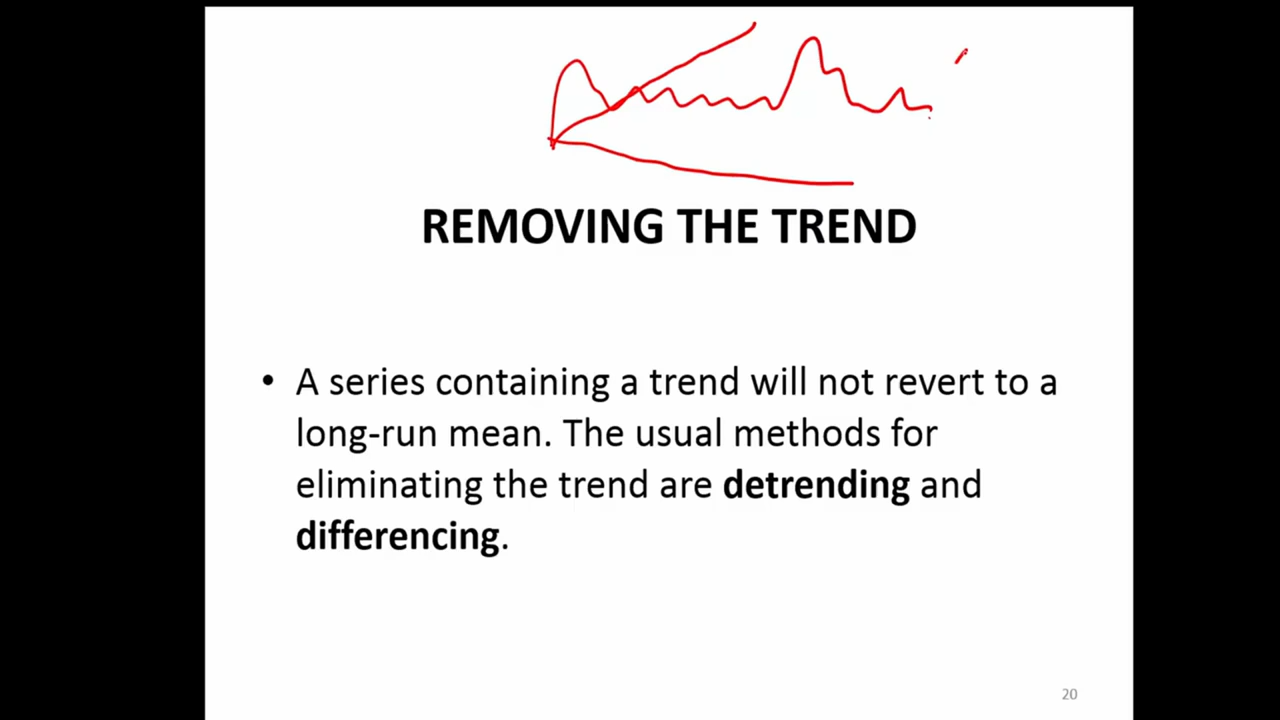 REMOVING THE TREND
• A series containing a trend will not revert to a
long-run mean. The usual methods for
eliminating the trend are detrending and
differencing.
20